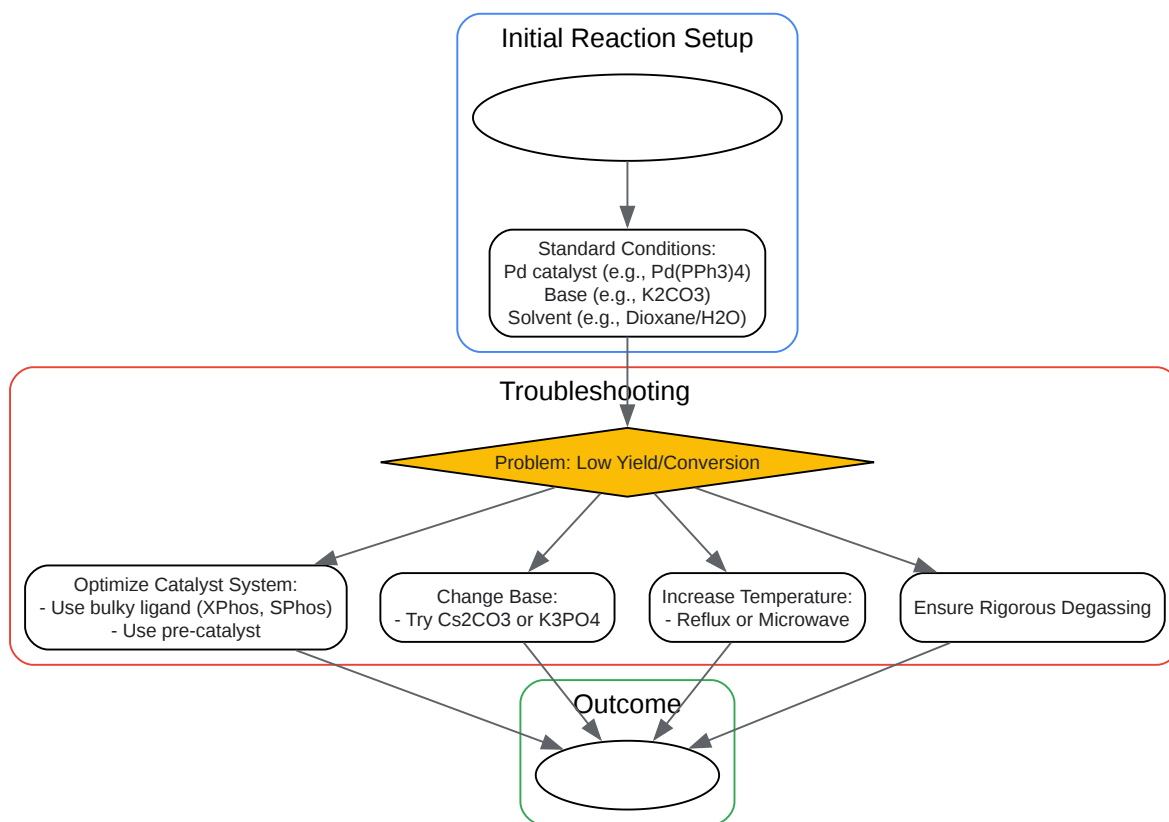 Initial Reaction Setup
Standard Conditions:
Pd catalyst (e.g., Pd(PPh3)4)
Base (e.g., K2CO3)
Solvent (e.g., Dioxane/H2O)
Troubleshooting
Problem: Low Yield/Conversion
Optimize Catalyst System:
- Use bulky ligand (XPhos, SPhos)
- Use pre-catalyst
Change Base:
- Try Cs2CO3 or K3PO4
Increase Temperature:
- Reflux or Microwave
Ensure Rigorous Degassing
Outcome